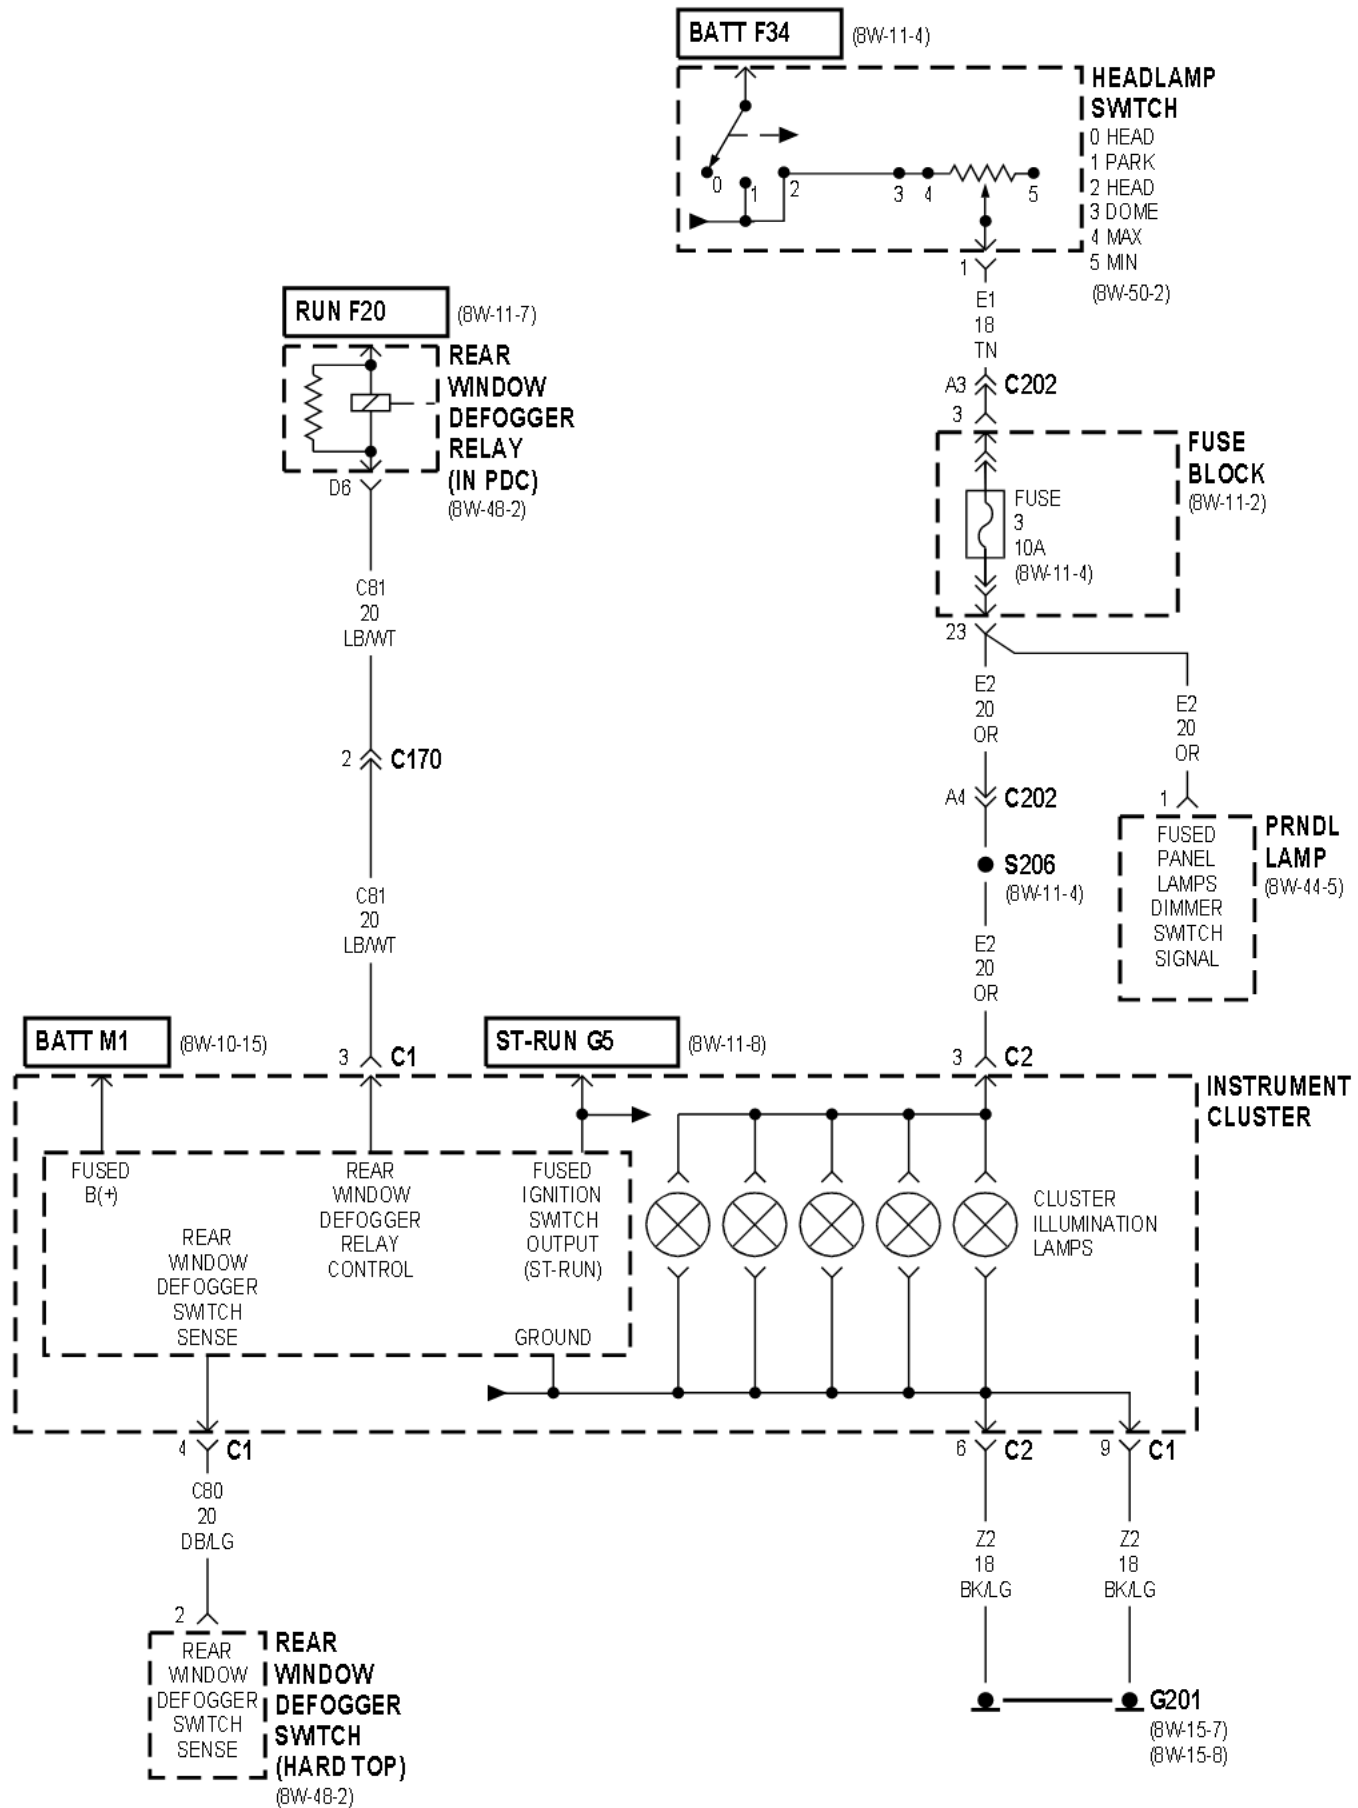 BATT F34
(8W-11-4)
HEADLAMP
SWITCH
0 HEAD
1 PARK
2 HEAD
3 DOME
4 MAX
5 MIN
(8W-50-2)
0
1
2
3
4
5
1
E1
18
TN
A3
C202
3
RUN F20
(8W-11-7)
REAR
WINDOW
DEFOGGER
RELAY
(IN PDC)
(8W-48-2)
D6
C81
20
LB/WT
2
C170
C81
20
LB/WT
3
C1
FUSE
BLOCK
(8W-11-2)
FUSE
3
10A
(8W-11-4)
23
E2
20
OR
E2
20
OR
A4
C202
S206
(8W-11-4)
E2
20
OR
3
C2
1
PRNDL
LAMP
(8W-44-5)
FUSED
PANEL
LAMPS
DIMMER
SWITCH
SIGNAL
BATT M1
(8W-10-15)
ST-RUN G5
(8W-11-8)
INSTRUMENT
CLUSTER
FUSED
B(+)
REAR
WINDOW
DEFOGGER
RELAY
CONTROL
FUSED
IGNITION
SWITCH
OUTPUT
(ST-RUN)
REAR
WINDOW
DEFOGGER
SWITCH
SENSE
GROUND
CLUSTER
ILLUMINATION
LAMPS
4
C1
6
C2
9
C1
C80
20
DB/LG
Z2
18
BK/LG
Z2
18
BK/LG
2
REAR
WINDOW
DEFOGGER
SWITCH
SENSE
REAR
WINDOW
DEFOGGER
SWITCH
(HARD TOP)
(8W-48-2)
G201
(8W-15-7)
(8W-15-8)